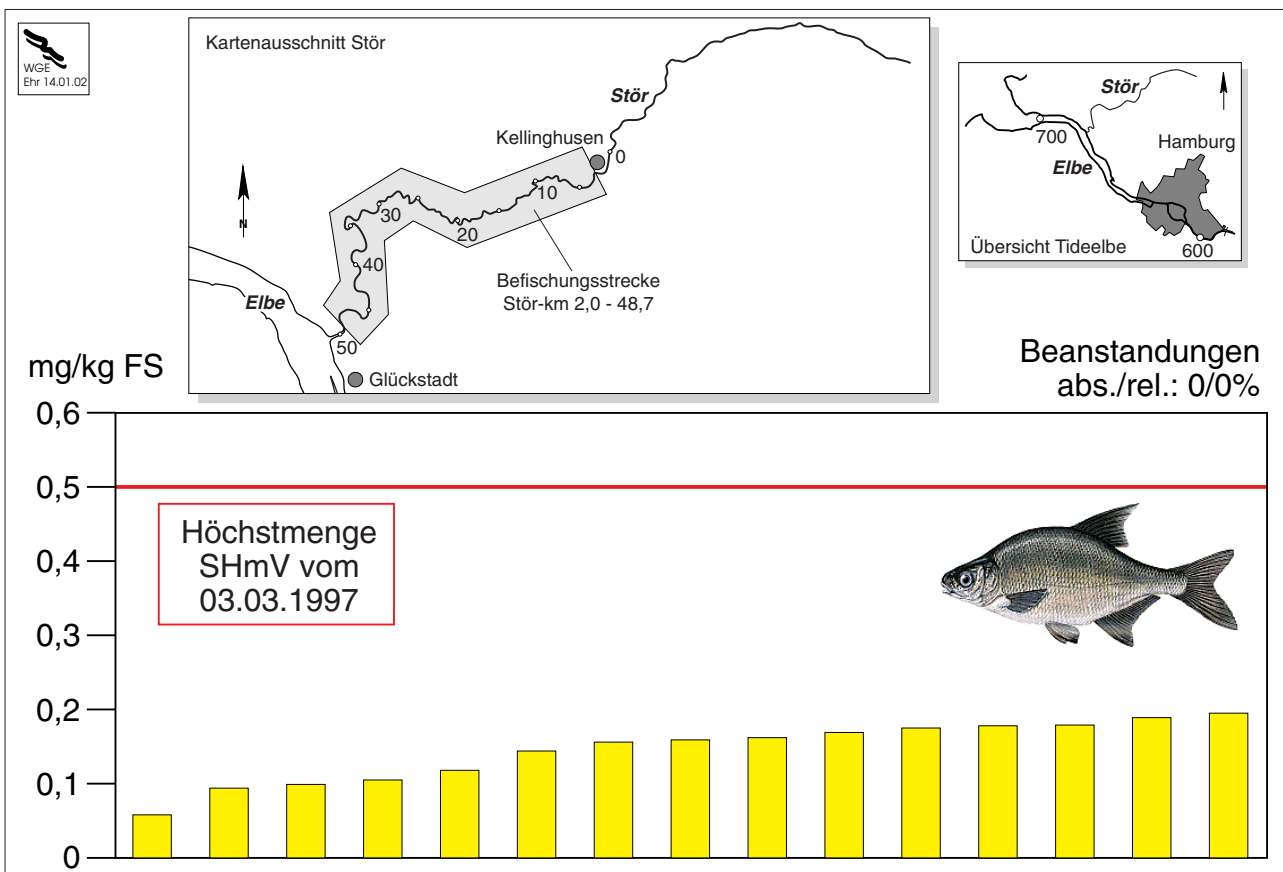 WGE
Ehr 14.01.02
Kartenausschnitt Stör
Stör
Kellinghusen
0
10
20
30
40
50
N
Elbe
Befischungsstrecke
Stör-km 2,0 - 48,7
Glückstadt
Stör
700
Hamburg
Elbe
Übersicht Tideelbe
600
mg/kg FS
Beanstandungen
abs./rel.: 0/0%
0,6
0,5
0,4
0,3
0,2
0,1
0
Höchstmenge
SHmV vom
03.03.1997